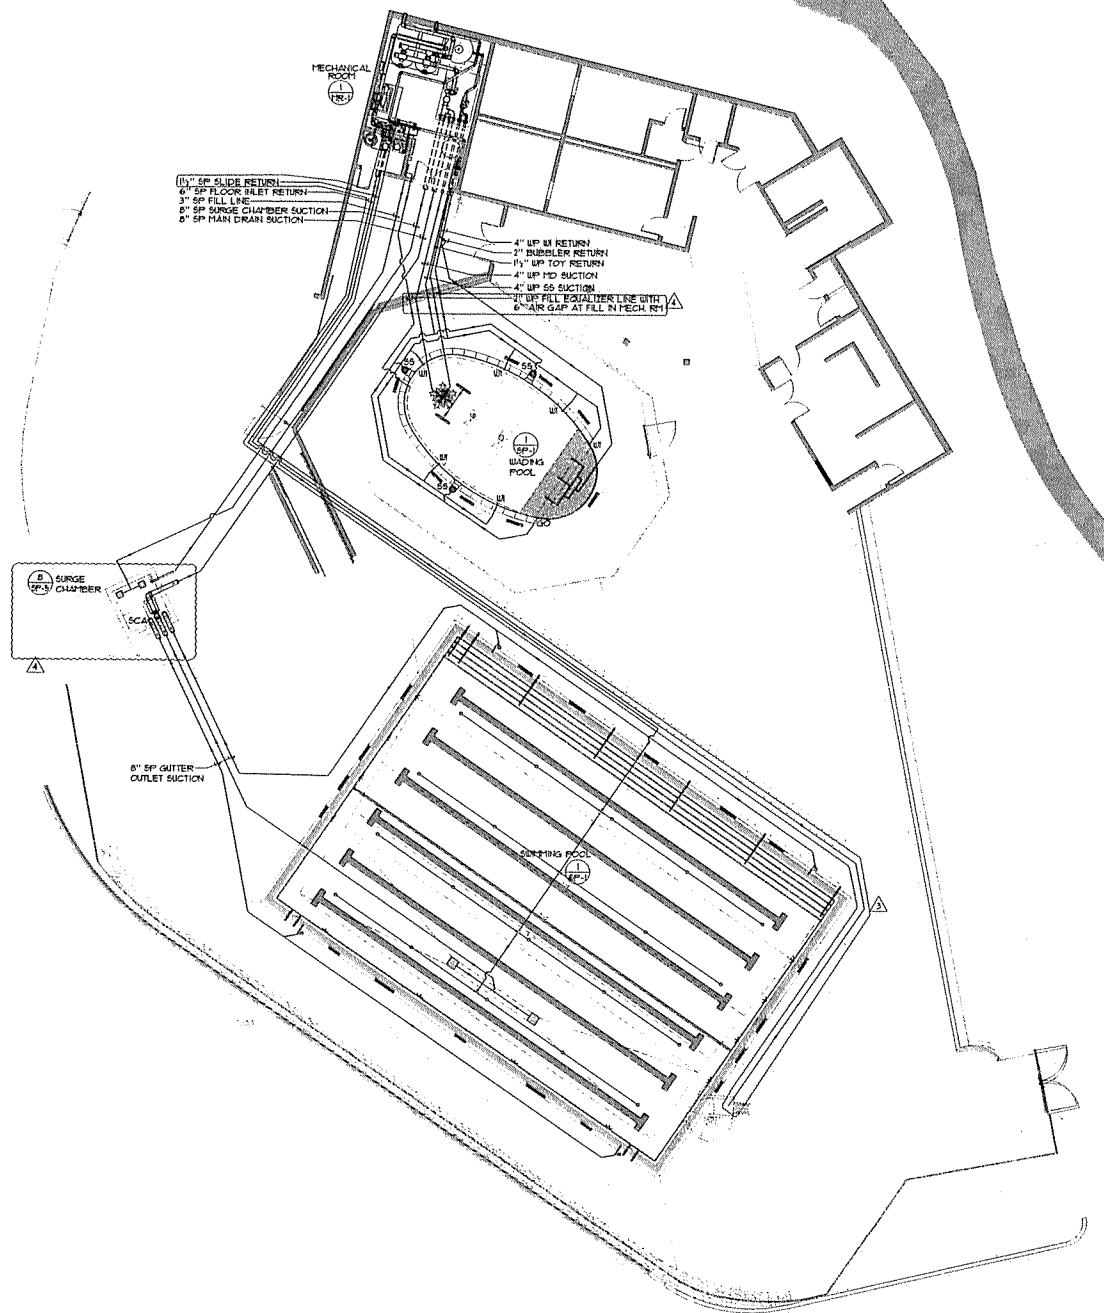 MECHANICAL
ROOM
1
MR-1
1½" SP SLIDE RETURN
6" SP FLOOR INLET RETURN
3" SP FILL LINE
8" SP SURGE CHAMBER SUCTION
8" SP MAIN DRAIN SUCTION
4" WP WI RETURN
2" BUBBLER RETURN
1½" WP TOY RETURN
4" WP MD SUCTION
4" WP SS SUCTION
2" WP FILL EQUALIZER LINE WITH
6" AIR GAP AT FILL IN MECH. RM
4
SS
SS
WI
WI
WI
WI
1
SP-1
WADING
POOL
WI
SS
WI
GO
8
SP-5
SURGE
CHAMBER
SCA
4
8" SP GUTTER
OUTLET SUCTION
SWIMMING POOL
1
SP-1
3